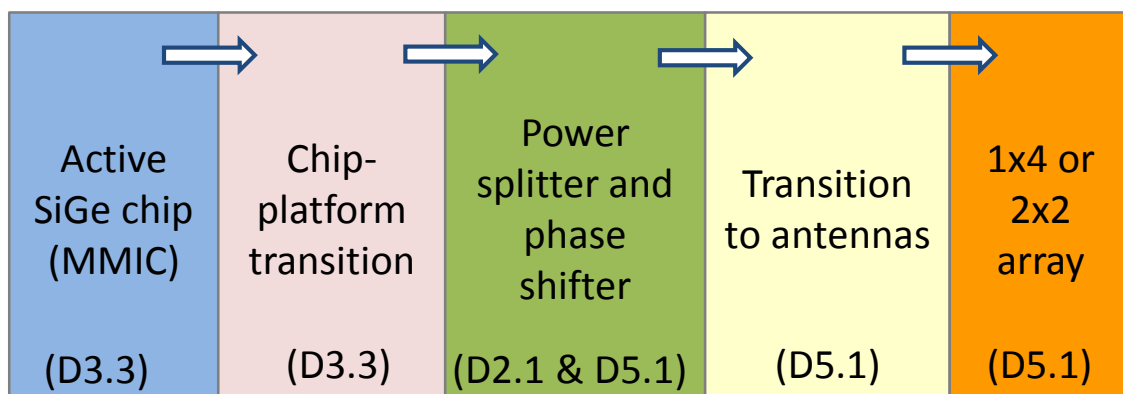 Active
SiGe chip
(MMIC)
(D3.3)
Chip-
platform
transition
(D3.3)
Power
splitter and
phase
shifter
(D2.1 & D5.1)
Transition
to antennas
(D5.1)
1x4 or
2x2
array
(D5.1)